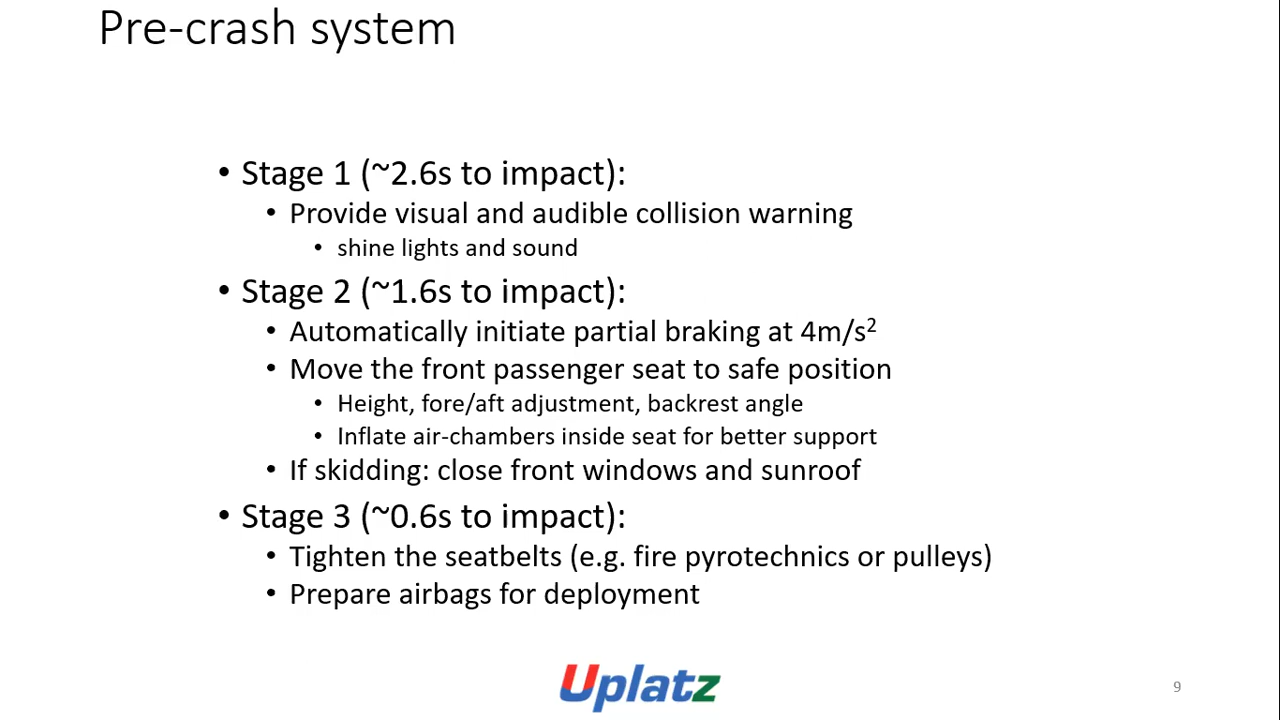 Pre-crash system
• Stage 1 (~2.6s to impact):
• Provide visual and audible collision warning
• shine lights and sound
• Stage 2 (~1.6s to impact):
• Automatically initiate partial braking at 4m/s²
• Move the front passenger seat to safe position
• Height, fore/aft adjustment, backrest angle
• Inflate air-chambers inside seat for better support
• If skidding: close front windows and sunroof
• Stage 3 (~0.6s to impact):
• Tighten the seatbelts (e.g. fire pyrotechnics or pulleys)
• Prepare airbags for deployment
Uplatz
9